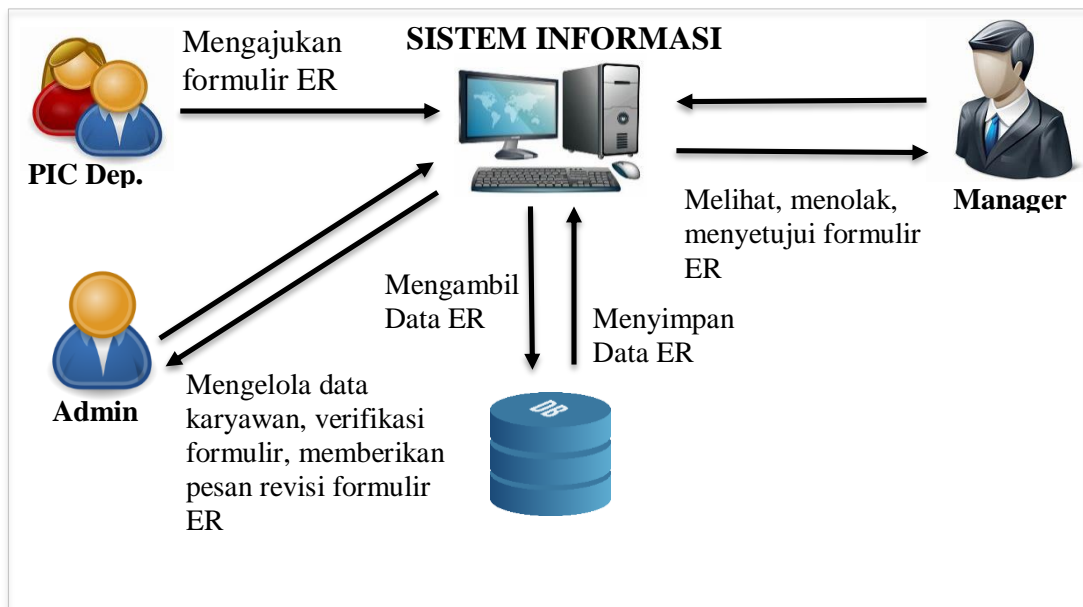 Mengajukan
formulir ER
SISTEM INFORMASI
PIC Dep.
Manager
Melihat, menolak,
menyetujui formulir
ER
Mengambil
Data ER
Menyimpan
Data ER
Admin
Mengelola data
karyawan, verifikasi
formulir, memberikan
pesan revisi formulir
ER
DB